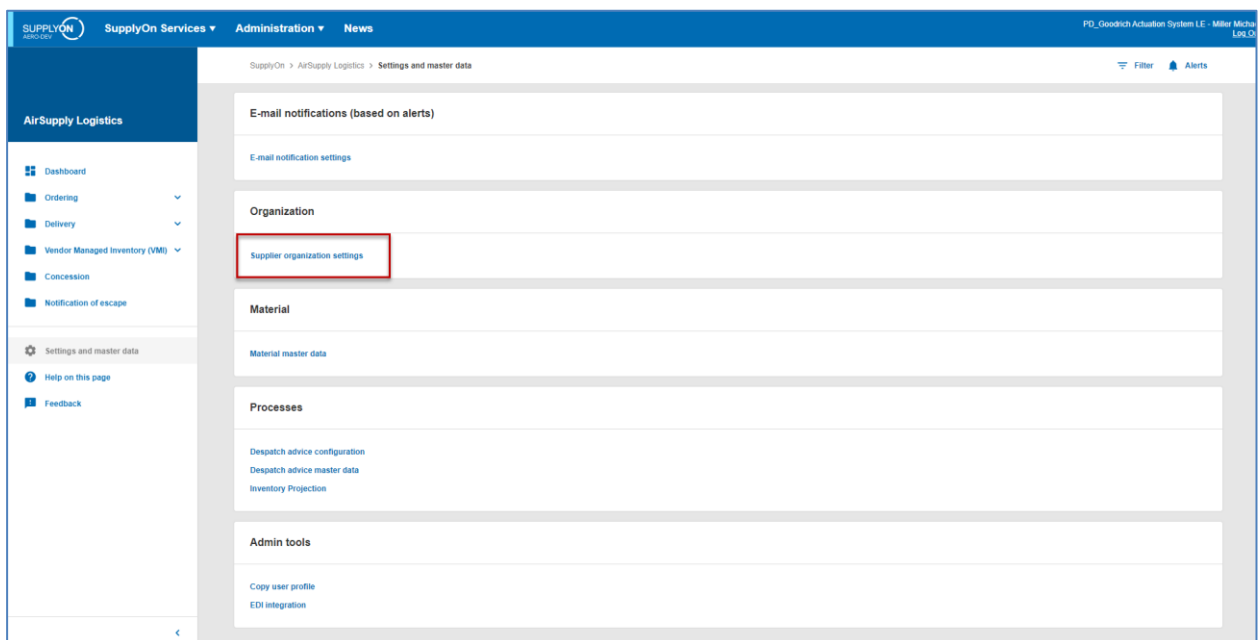 SUPPLYON
AERO-DEV
SupplyOn Services ▾ Administration ▾ News
PD_Goodrich Actuation System LE - Miller Micha
Log O
SupplyOn > AirSupply Logistics > Settings and master data
Filter Alerts
AirSupply Logistics
Dashboard
Ordering
Delivery
Vendor Managed Inventory (VMI)
Concession
Notification of escape
Settings and master data
Help on this page
Feedback
E-mail notifications (based on alerts)
E-mail notification settings
Organization
Supplier organization settings
Material
Material master data
Processes
Despatch advice configuration
Despatch advice master data
Inventory Projection
Admin tools
Copy user profile
EDI integration